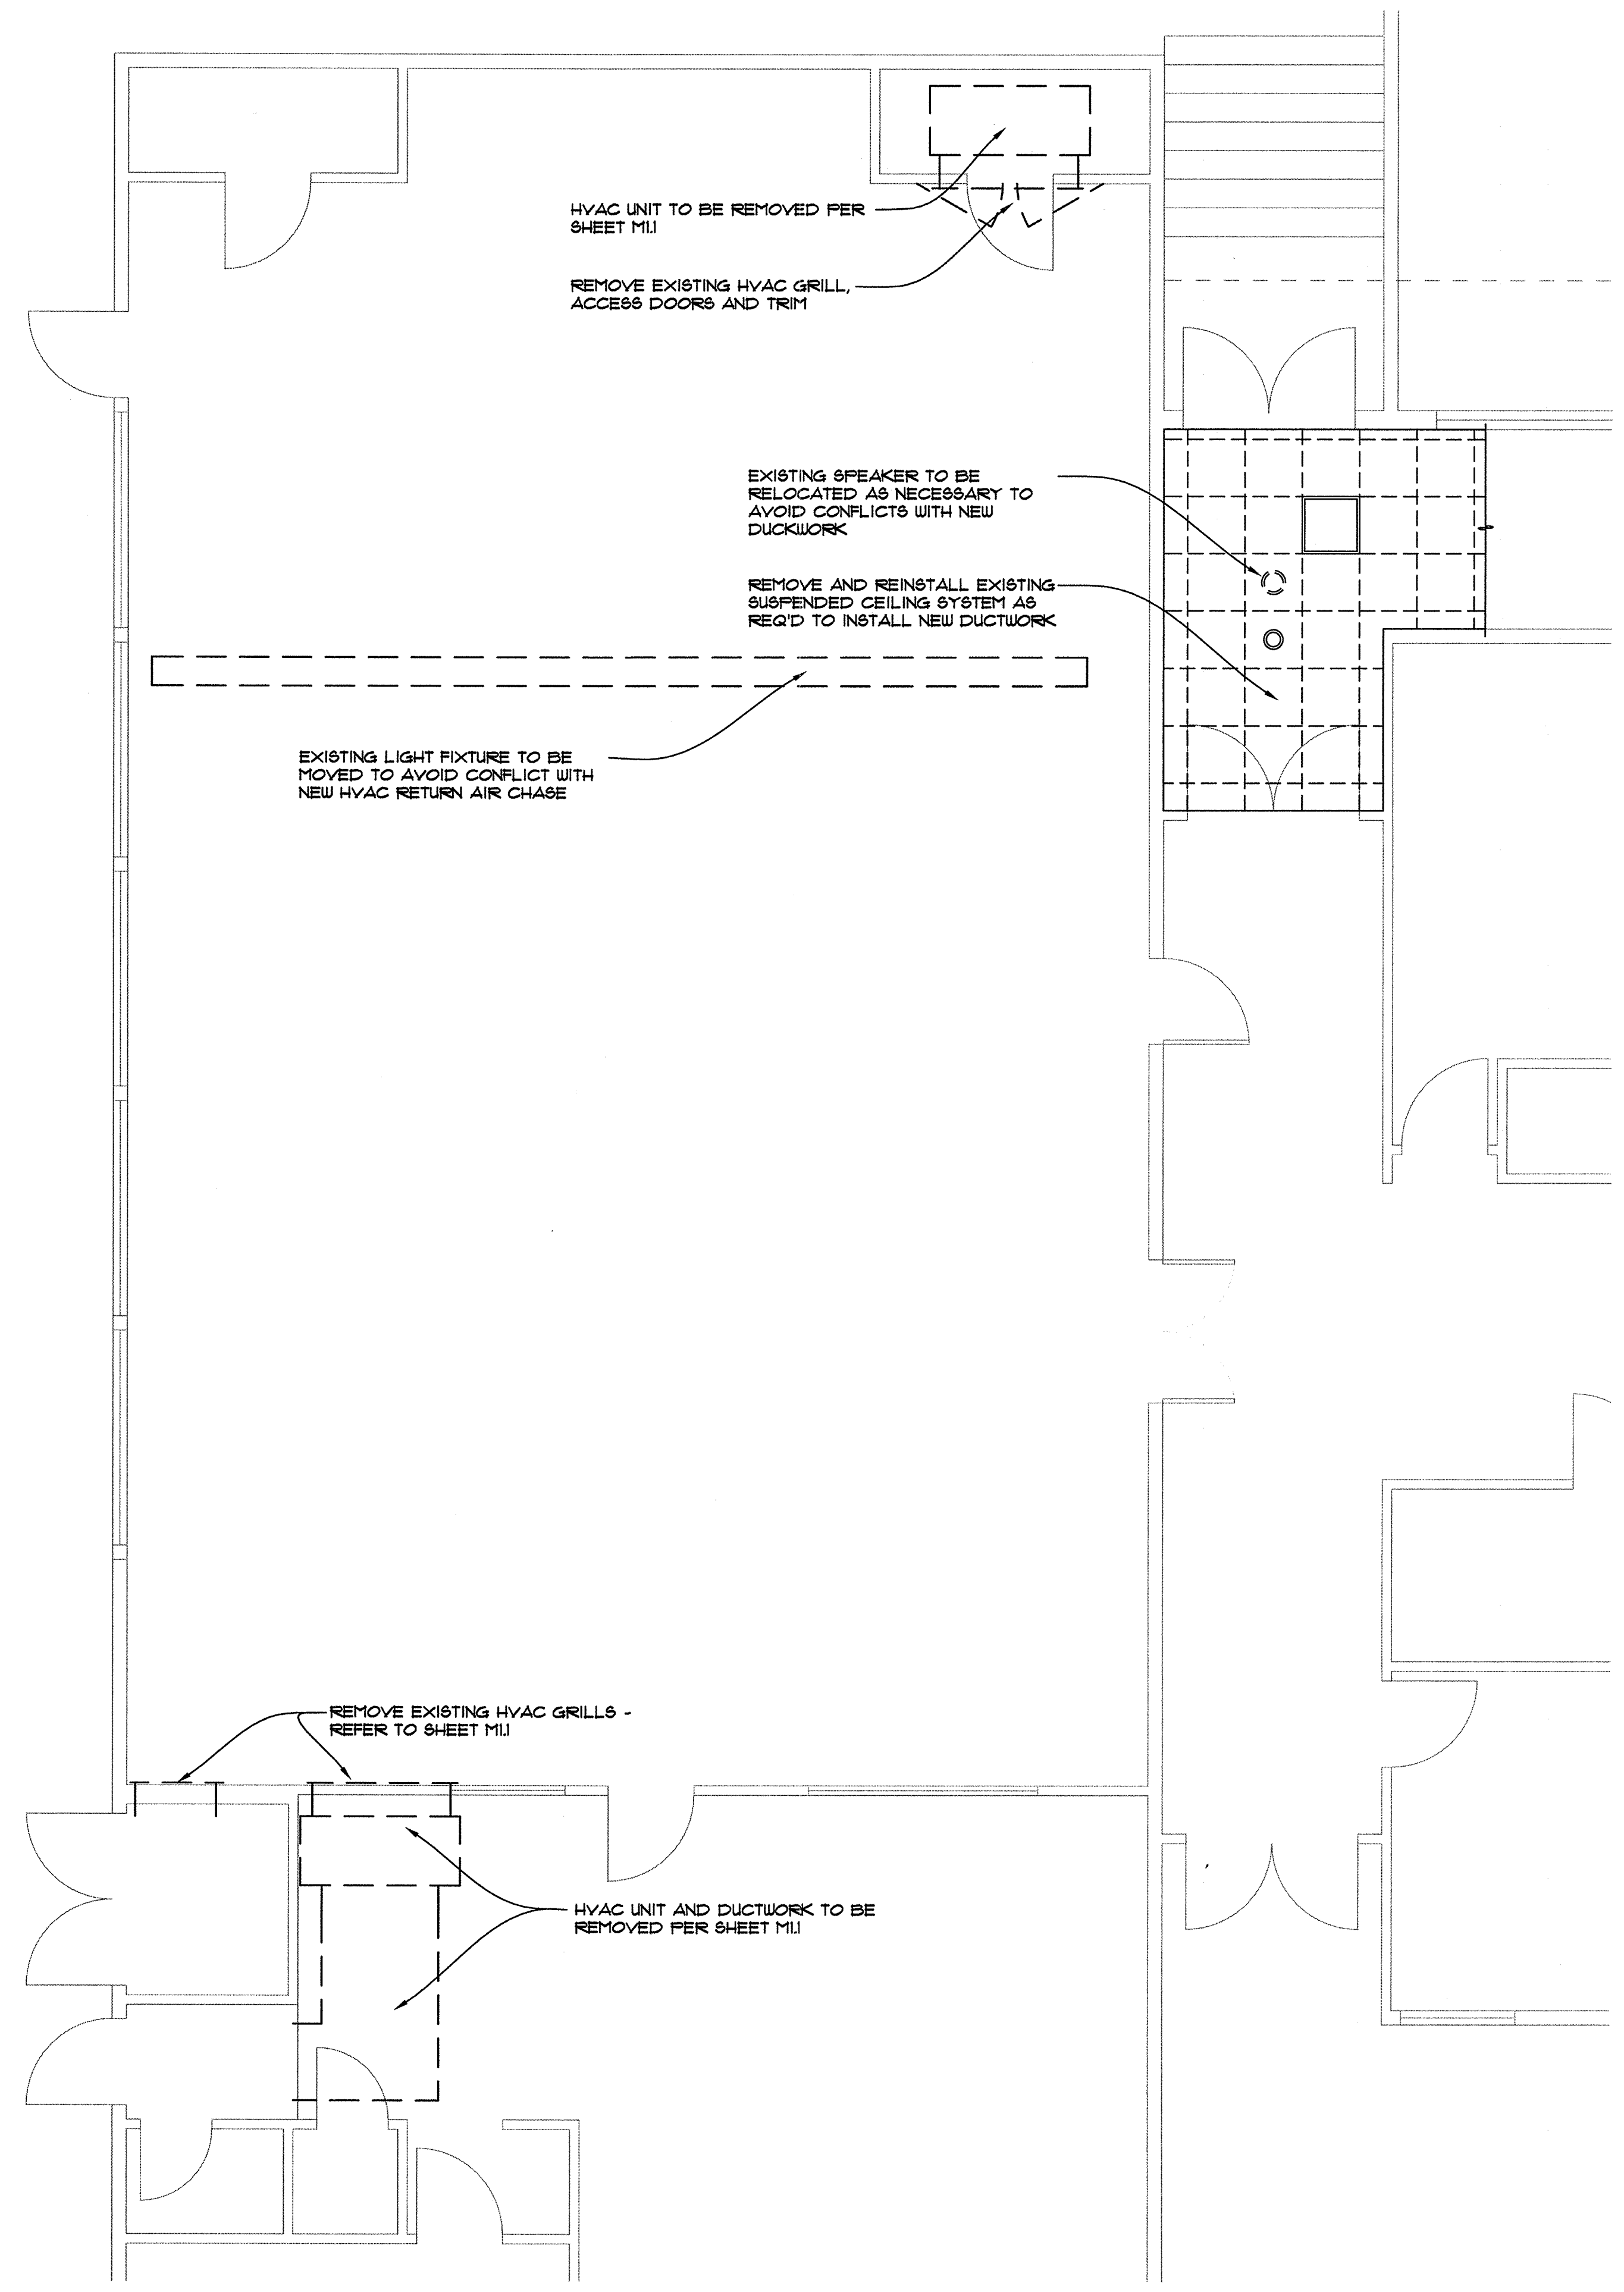 HVAC UNIT TO BE REMOVED PER
SHEET M1.1
REMOVE EXISTING HVAC GRILL,
ACCESS DOORS AND TRIM
EXISTING SPEAKER TO BE
RELOCATED AS NECESSARY TO
AVOID CONFLICTS WITH NEW
DUCKWORK
REMOVE AND REINSTALL EXISTING
SUSPENDED CEILING SYSTEM AS
REQ'D TO INSTALL NEW DUCTWORK
EXISTING LIGHT FIXTURE TO BE
MOVED TO AVOID CONFLICT WITH
NEW HVAC RETURN AIR CHASE
REMOVE EXISTING HVAC GRILLS -
REFER TO SHEET M1.1
HVAC UNIT AND DUCTWORK TO BE
REMOVED PER SHEET M1.1